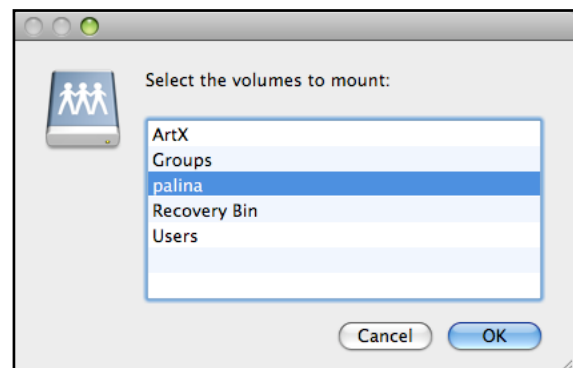 Select the volumes to mount:
ArtX
Groups
palina
Recovery Bin
Users
Cancel OK